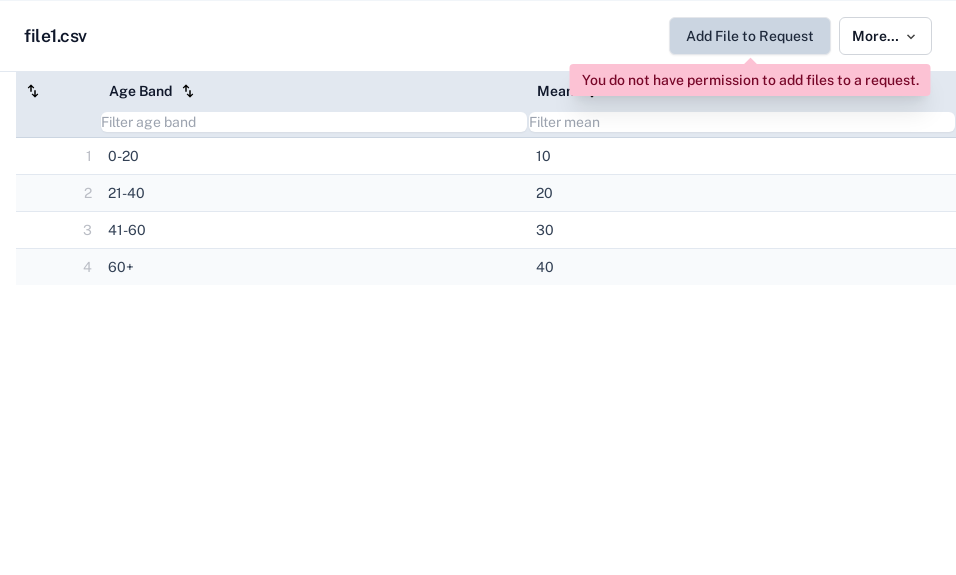 file1.csv
Add File to Request
More...
You do not have permission to add files to a request.
Age Band
Mean
Filter age band
Filter mean
1 0-20 10
2 21-40 20
3 41-60 30
4 60+ 40